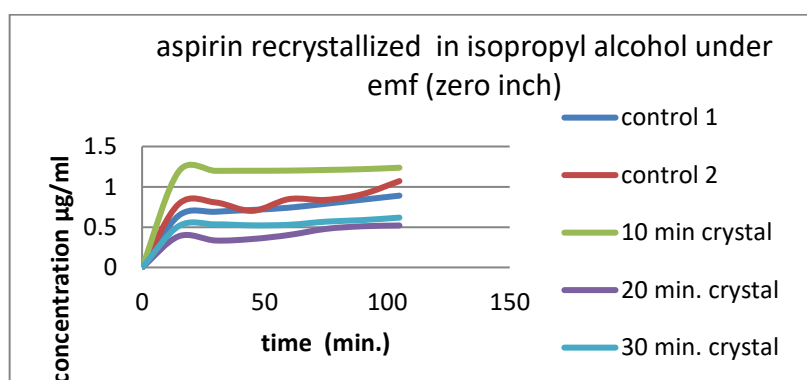 aspirin recrystallized in isopropyl alcohol under
emf (zero inch)
concentration µg/ml
1.5
1
0.5
0
0
50
100
150
time (min.)
control 1
control 2
10 min crystal
20 min. crystal
30 min. crystal